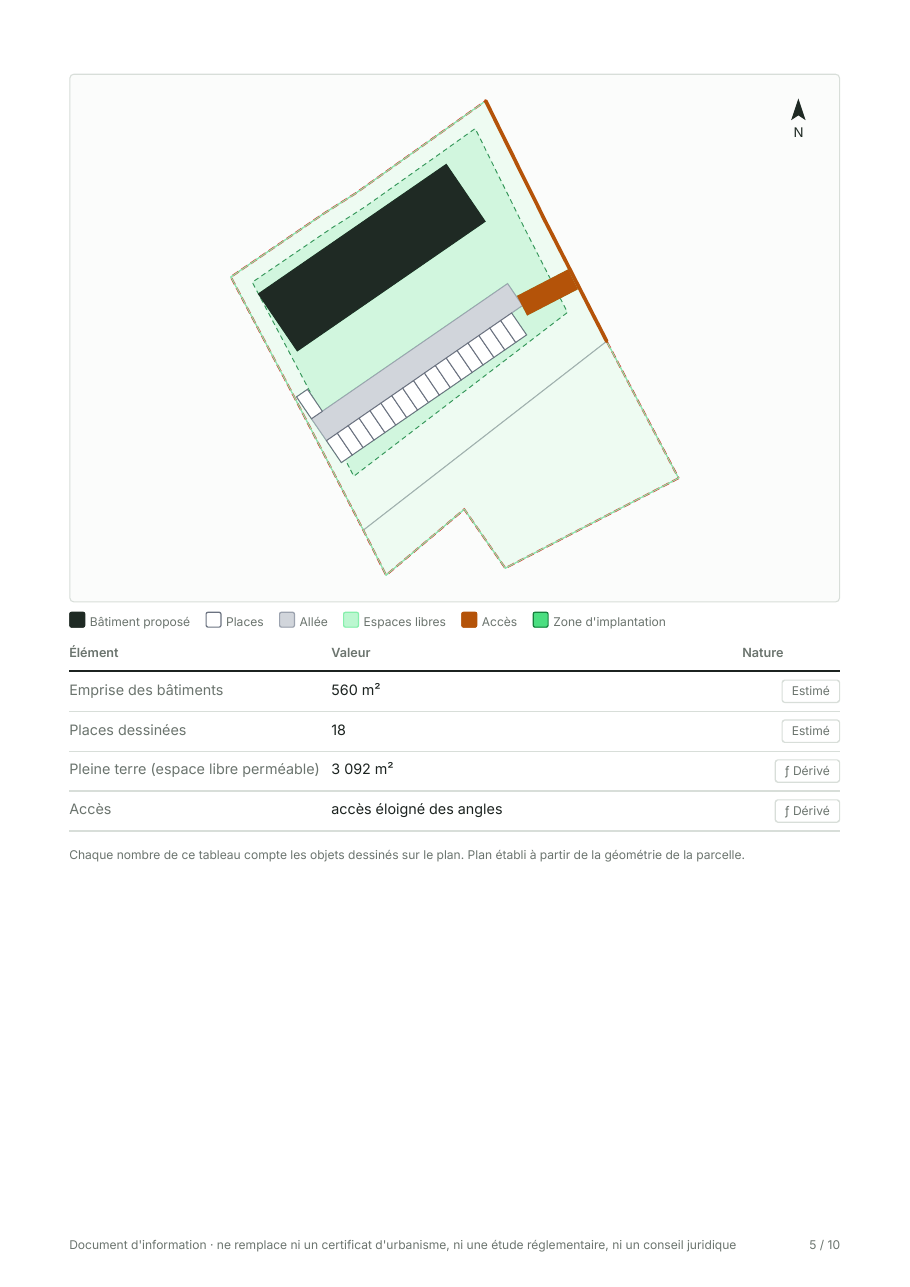 N
Bâtiment proposé Places Allée Espaces libres Accès Zone d'implantation
Élément Valeur Nature
Emprise des bâtiments 560 m² Estimé
Places dessinées 18 Estimé
Pleine terre (espace libre perméable) 3 092 m² ƒ Dérivé
Accès accès éloigné des angles ƒ Dérivé
Chaque nombre de ce tableau compte les objets dessinés sur le plan. Plan établi à partir de la géométrie de la parcelle.
Document d'information · ne remplace ni un certificat d'urbanisme, ni une étude réglementaire, ni un conseil juridique 5 / 10